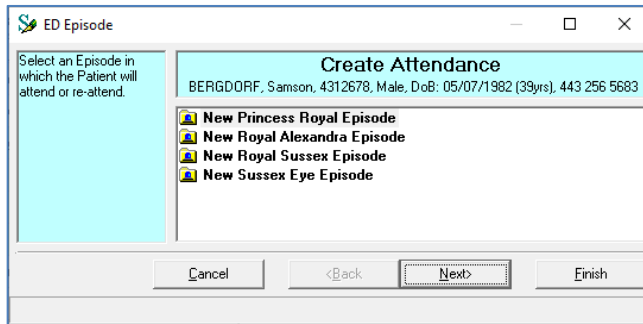 ED Episode
Select an Episode in
which the Patient will
attend or re-attend.
Create Attendance
BERGDORF, Samson, 4312678, Male, DoB: 05/07/1982 (39yrs), 443 256 5683
New Princess Royal Episode
New Royal Alexandra Episode
New Royal Sussex Episode
New Sussex Eye Episode
Cancel
<Back
Next>
Finish